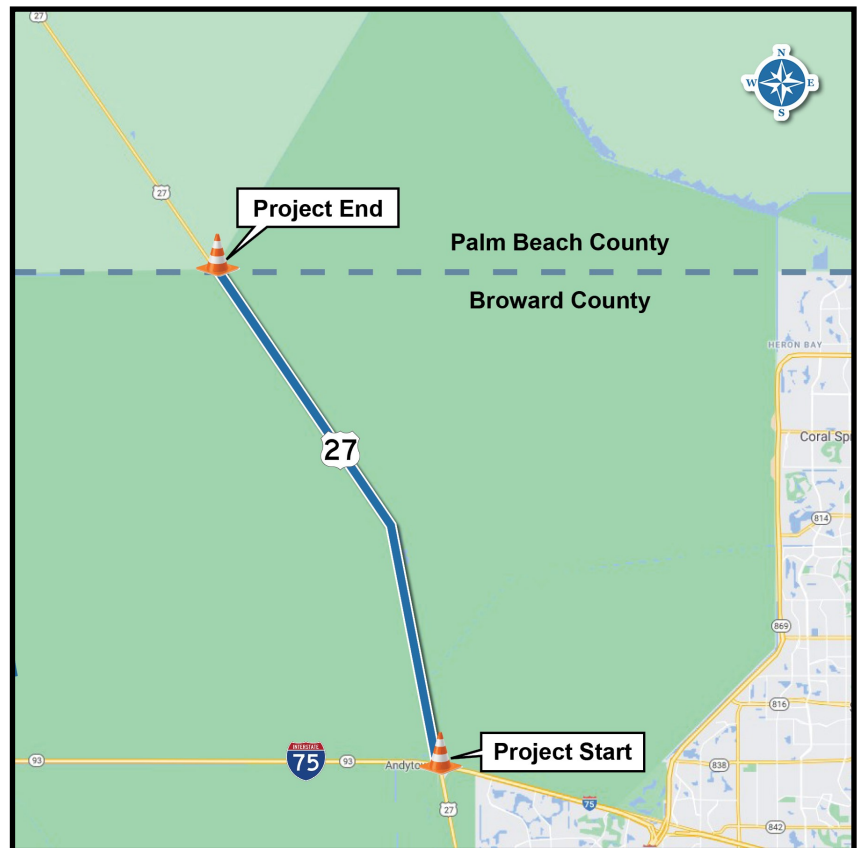 27
N
W
E
S
27
Project End
Palm Beach County
Broward County
HERON BAY
27
Coral Sp
814
869
816
Project Start
INTERSTATE
75
93
93
Andyto
838
75
27
842